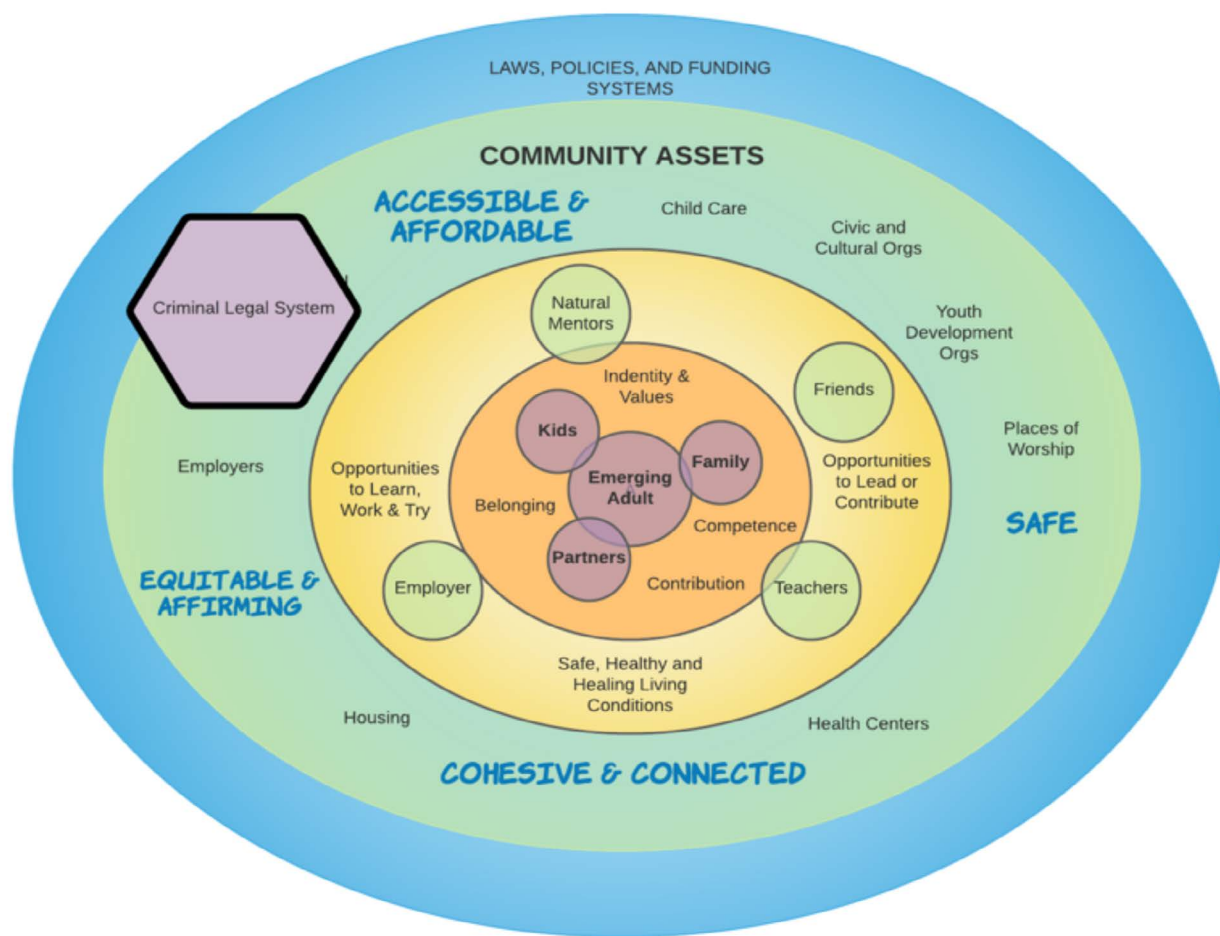 LAWS, POLICIES, AND FUNDING
SYSTEMS
COMMUNITY ASSETS
ACCESSIBLE &
AFFORDABLE
Child Care
Civic and
Cultural Orgs
Criminal Legal System
Natural
Mentors
Youth
Development
Orgs
Indentity &
Values
Friends
Kids
Family
Places of
Worship
Employers
Opportunities
to Learn,
Work & Try
Emerging
Adult
Opportunities
to Lead or
Contribute
Belonging
Competence
SAFE
Partners
Contribution
EQUITABLE &
AFFIRMING
Employer
Teachers
Safe, Healthy and
Healing Living
Conditions
Housing
Health Centers
COHESIVE & CONNECTED